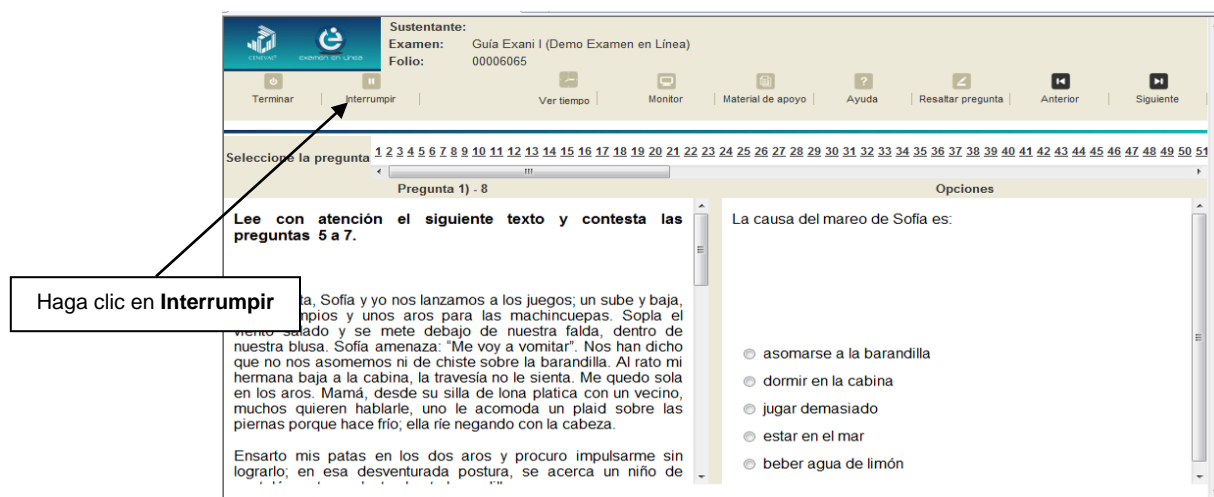 Sustentante:
Examen: Guía Exani I (Demo Examen en Línea)
Folio: 00006065
CENEVAL examen en Línea
Terminar Interrumpir Ver tiempo Monitor Material de apoyo Ayuda Resaltar pregunta Anterior Siguiente
Seleccione la pregunta 1 2 3 4 5 6 7 8 9 10 11 12 13 14 15 16 17 18 19 20 21 22 23 24 25 26 27 28 29 30 31 32 33 34 35 36 37 38 39 40 41 42 43 44 45 46 47 48 49 50 51
Pregunta 1) - 8
Lee con atención el siguiente texto y contesta las
preguntas 5 a 7.
Haga clic en Interrumpir
Sofía y yo nos lanzamos a los juegos; un sube y baja,
y unos aros para las machincuepas. Sopla el
viento salado y se mete debajo de nuestra falda, dentro de
nuestra blusa. Sofía amenaza: “Me voy a vomitar”. Nos han dicho
que no nos asomemos ni de chiste sobre la barandilla. Al rato mi
hermana baja a la cabina, la travesía no le sienta. Me quedo sola
en los aros. Mamá, desde su silla de lona platica con un vecino,
muchos quieren hablarle, uno le acomoda un plaid sobre las
piernas porque hace frío; ella ríe negando con la cabeza.
Ensarto mis patas en los dos aros y procuro impulsarme sin
lograrlo; en esa desventurada postura, se acerca un niño de
Opciones
La causa del mareo de Sofía es:
asomarse a la barandilla
dormir en la cabina
jugar demasiado
estar en el mar
beber agua de limón